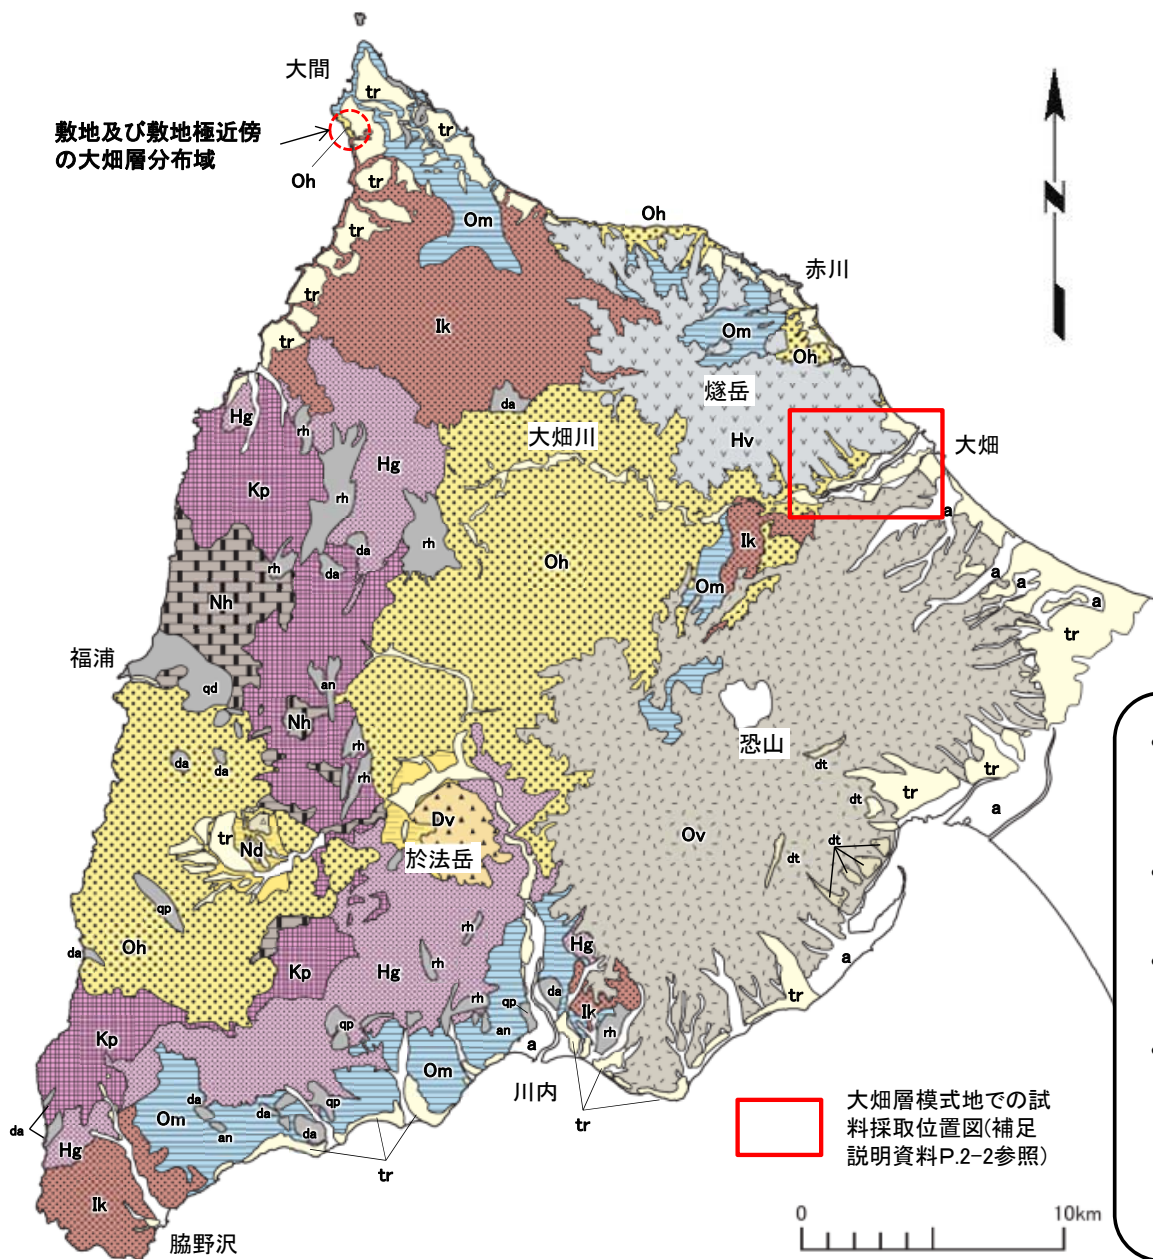 大間
tr
敷地及び敷地極近傍
の大畑層分布域
tr
Oh
tr
Om
Oh
tr
赤川
tr
Ik
Om
tr
Oh
燧岳
da
Hg
rh
大畑川
Hv
大畑
Hg
Kp
rh
a
rh
Ik
da
Oh
rh
da
Om
a
a
a
Nh
tr
福浦
qd
an
Nh
恐山
rh
da
da
dt
tr
rh
dt
tr
a
Dv
Ov
tr
Nd
於法岳
dt
dt
qp
rh
Oh
Hg
a
da
Kp
Hg
rh
tr
rh
qp
da
Ik
qp
an
rh
Kp
a
Om
川内
da
qp
大畑層模式地での試
料採取位置図(補足
説明資料P.2-2参照)
Om
da
tr
da
an
da
Hg
tr
Ik
0
10km
脇野沢